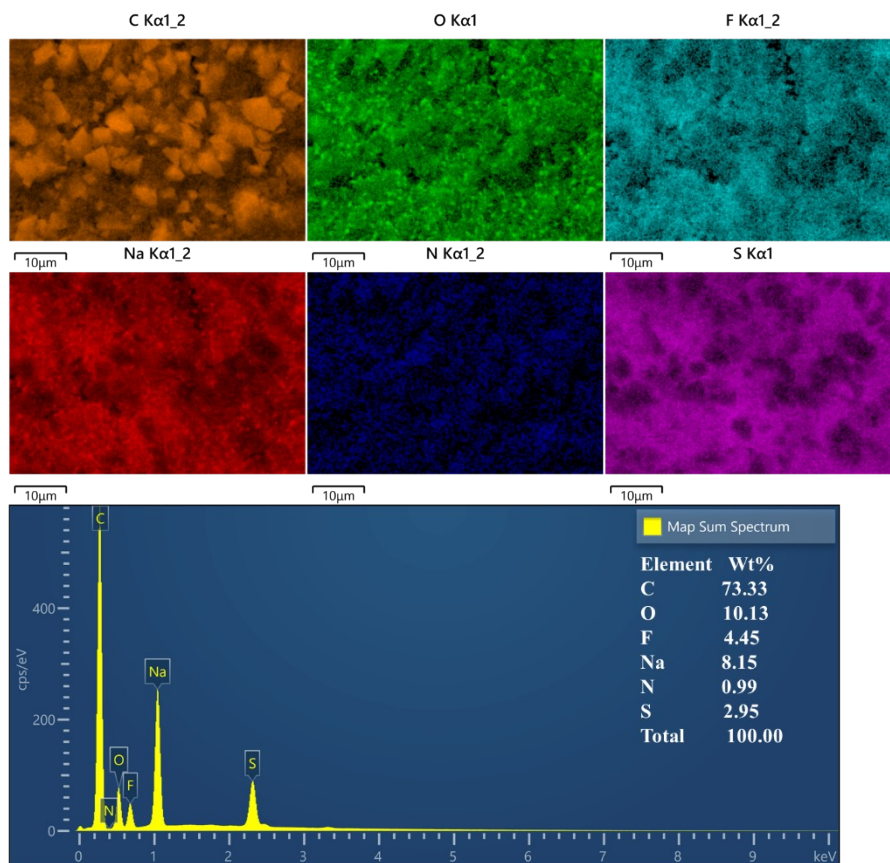 C Kα1_2 O Kα1 F Kα1_2
10μm 10μm 10μm
Na Kα1_2 N Kα1_2 S Kα1
10μm 10μm 10μm
C
Map Sum Spectrum
Element Wt%
C 73.33
O 10.13
F 4.45
Na 8.15
N 0.99
S 2.95
Total 100.00
400
cps/eV
Na
200
O
S
F
N
0
0 1 2 3 4 5 6 7 8 9 keV